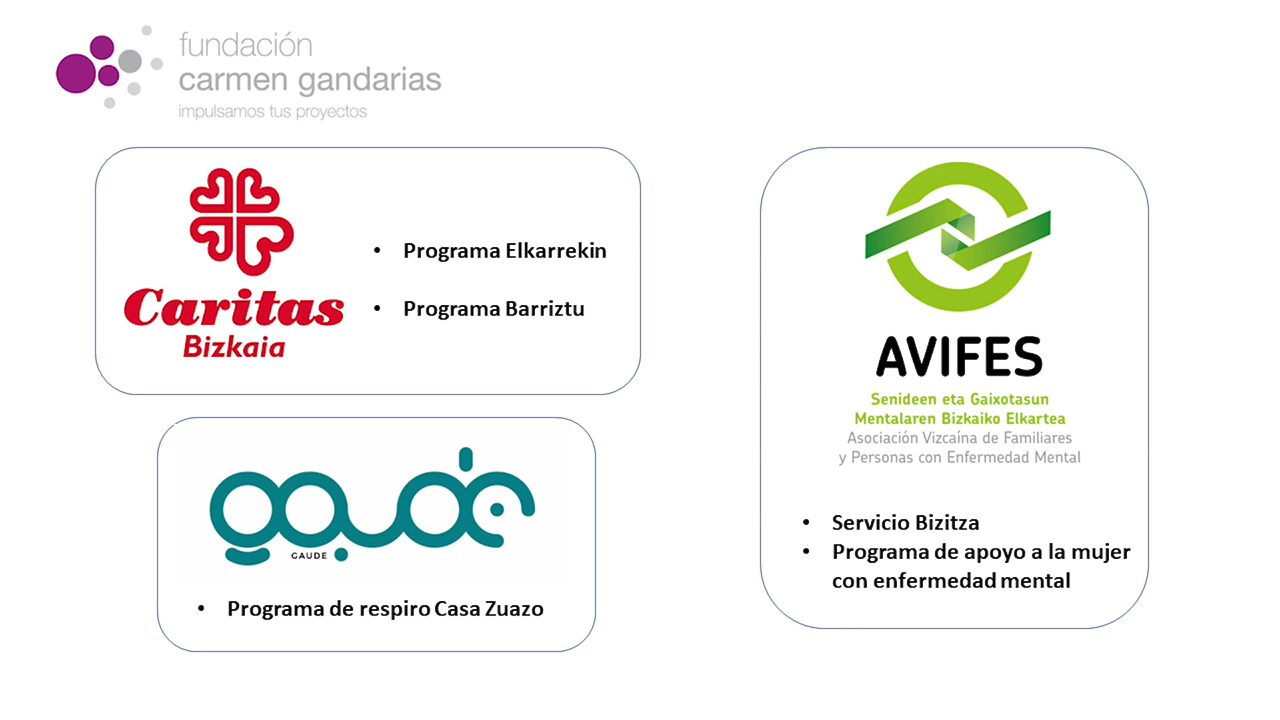 fundación
carmen gandarias
impulsamos tus proyectos
Caritas
Bizkaia
• Programa Elkarrekin
• Programa Barriztu
gaude
GAUDE
• Programa de respiro Casa Zuazo
AVIFES
Senideen eta Gaixotasun
Mentalaren Bizkaiko Elkartea
Asociación Vizcaína de Familiares
y Personas con Enfermedad Mental
• Servicio Bizitza
• Programa de apoyo a la mujer
con enfermedad mental